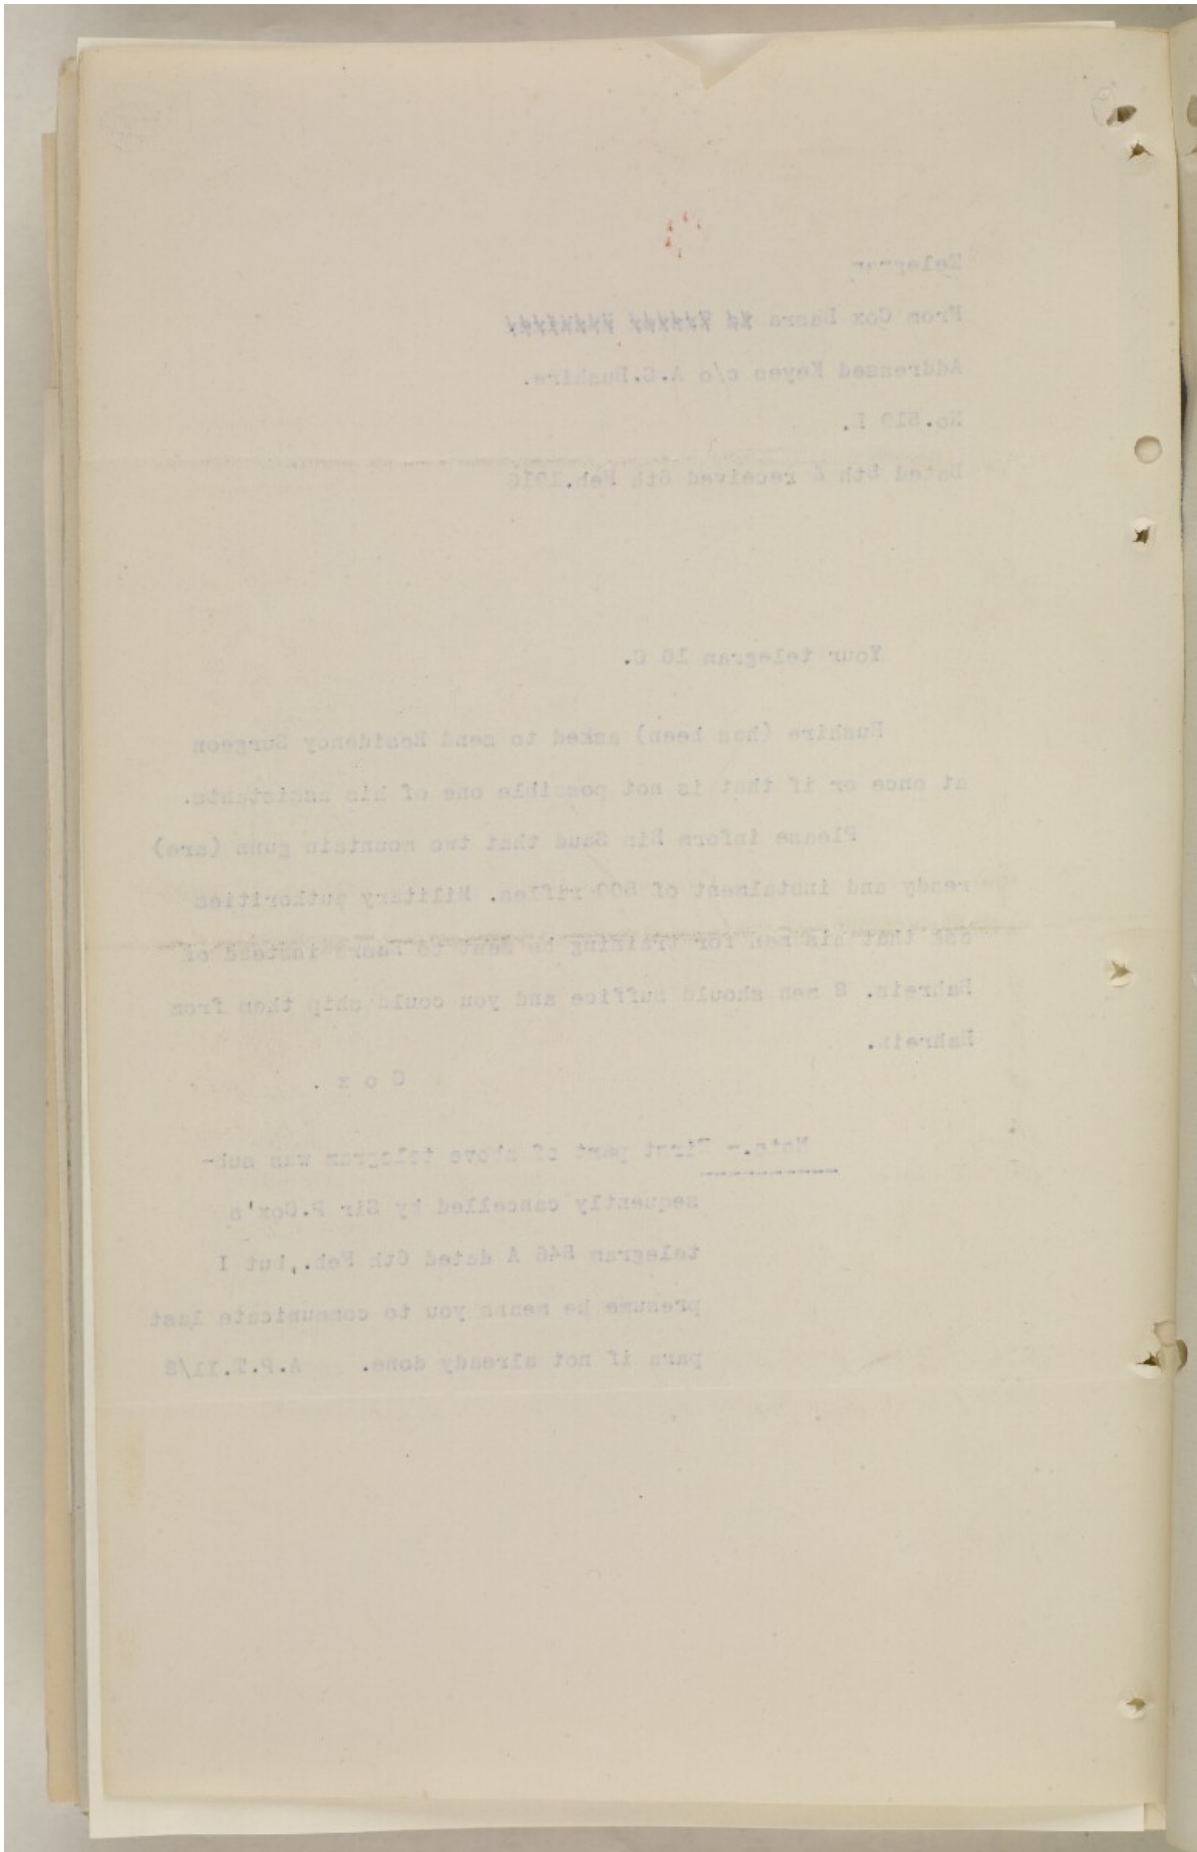 Telegram
From Cox Basra
Addressed Keyes c/o A.C.Bushire.
No.519 I.
Dated 5th & received 6th Feb.1916
Your telegram 16 C.
Bushire (has been) asked to send Residency Surgeon
at once or if that is not possible one of his assistants.
Please inform Bin Saud that two mountain guns (are)
ready and instalment of 500 rifles. Military authorities
ask that his men for training be sent to Basra instead of
Bahrein. 8 men should suffice and you could ship them from
Bahrein.
C o x .
Note.- First part of above telegram was sub-
sequently cancelled by Sir P.Cox's
telegram 546 A dated 6th Feb., but I
presume he means you to communicate last
para if not already done. A.P.T.11/2